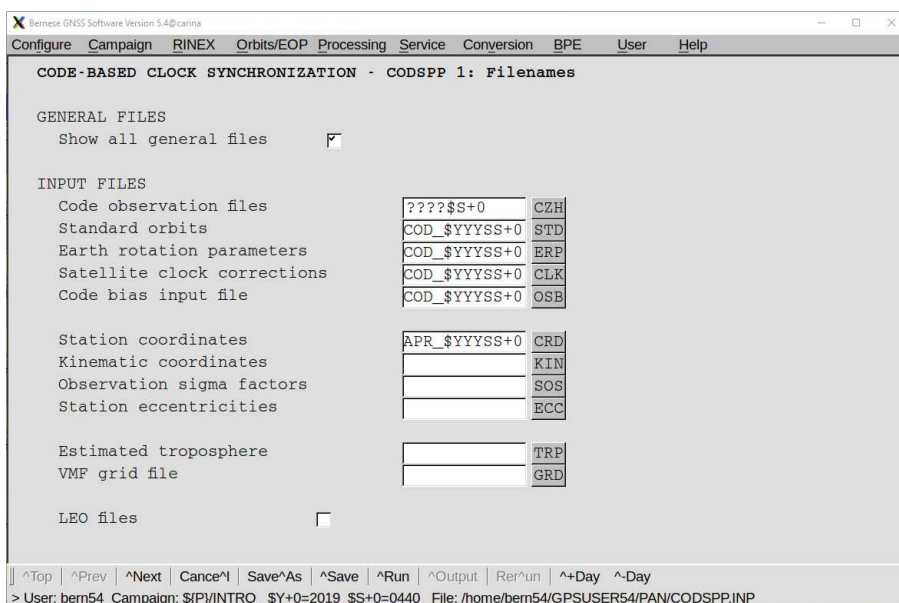 Bernese GNSS Software Version 5.4@carina
Configure Campaign RINEX Orbits/EOP Processing Service Conversion BPE User Help
CODE-BASED CLOCK SYNCHRONIZATION - CODSPP 1: Filenames
GENERAL FILES
Show all general files
INPUT FILES
Code observation files ????$S+0 CZH
Standard orbits COD_$YYYSS+0 STD
Earth rotation parameters COD_$YYYSS+0 ERP
Satellite clock corrections COD_$YYYSS+0 CLK
Code bias input file COD_$YYYSS+0 OSB
Station coordinates APR_$YYYSS+0 CRD
Kinematic coordinates KIN
Observation sigma factors SOS
Station eccentricities ECC
Estimated troposphere TRP
VMF grid file GRD
LEO files
^Top | ^Prev | ^Next | Cance^l | Save^As | ^Save | ^Run | ^Output | Rer^un | ^+Day ^-Day
> User: bern54 Campaign: ${P}/INTRO $Y+0=2019 $S+0=0440 File: /home/bern54/GPSUSER54/PAN/CODSPP.INP